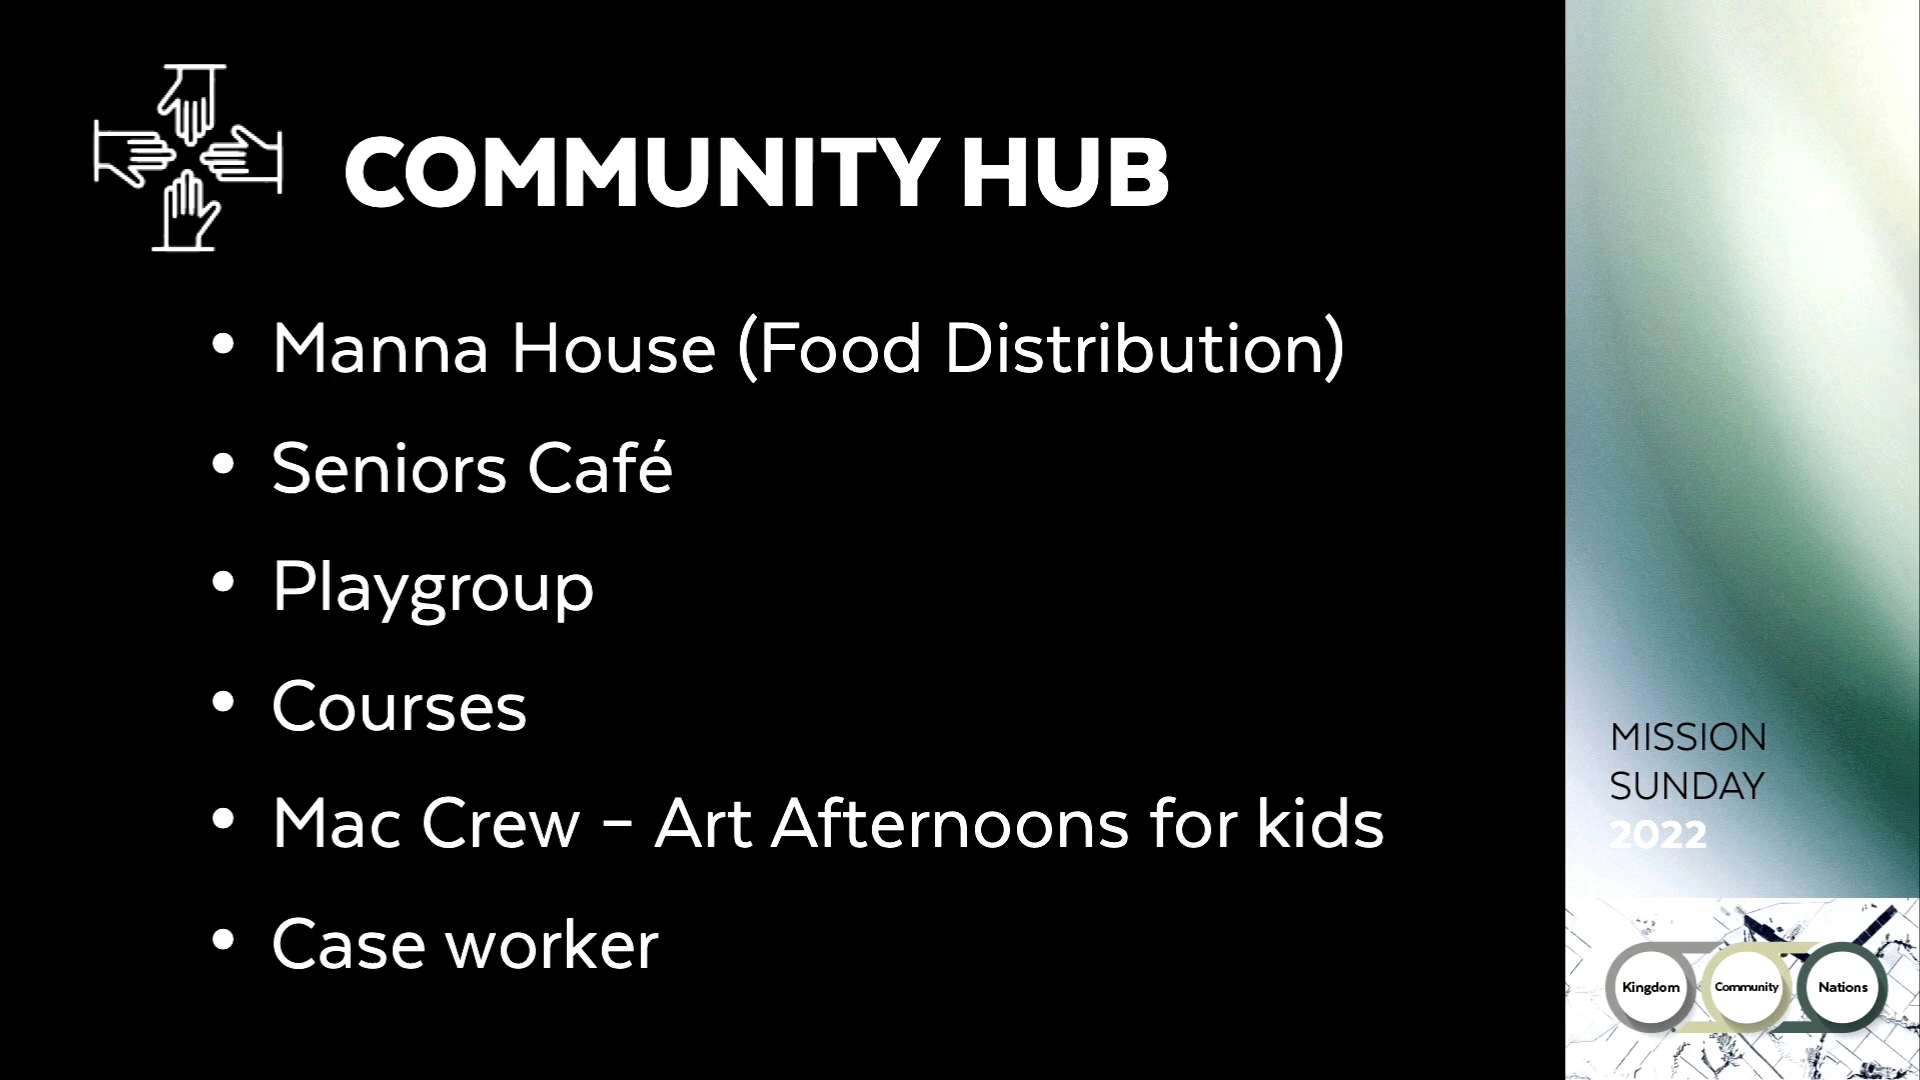 COMMUNITY HUB
• Manna House (Food Distribution)
• Seniors Café
• Playgroup
• Courses
• Mac Crew – Art Afternoons for kids
• Case worker
MISSION
SUNDAY
2022
Kingdom
Community
Nations